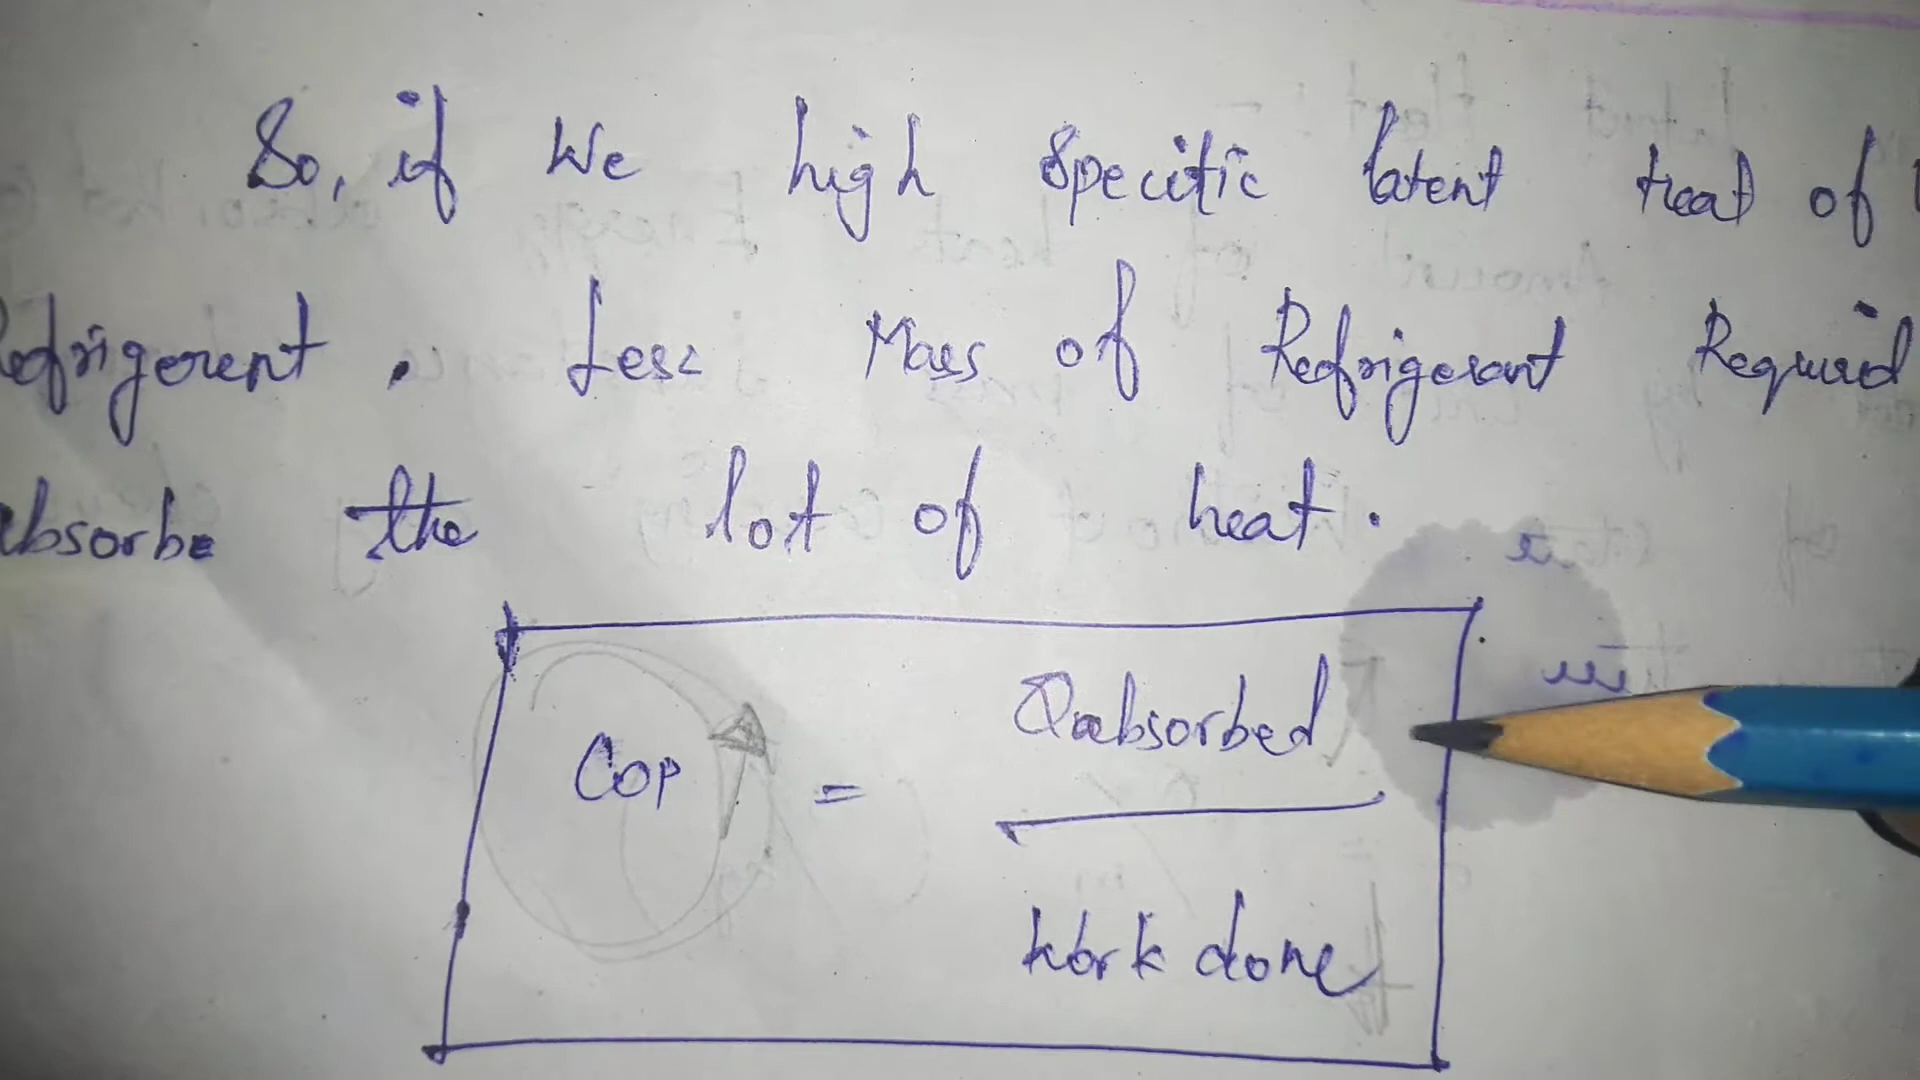 So, if We high specific latent heat of
Refrigerent. Less Mass of Refrigerant Required
absorbe the lot of heat.
COP = Qabsorbed
Work done